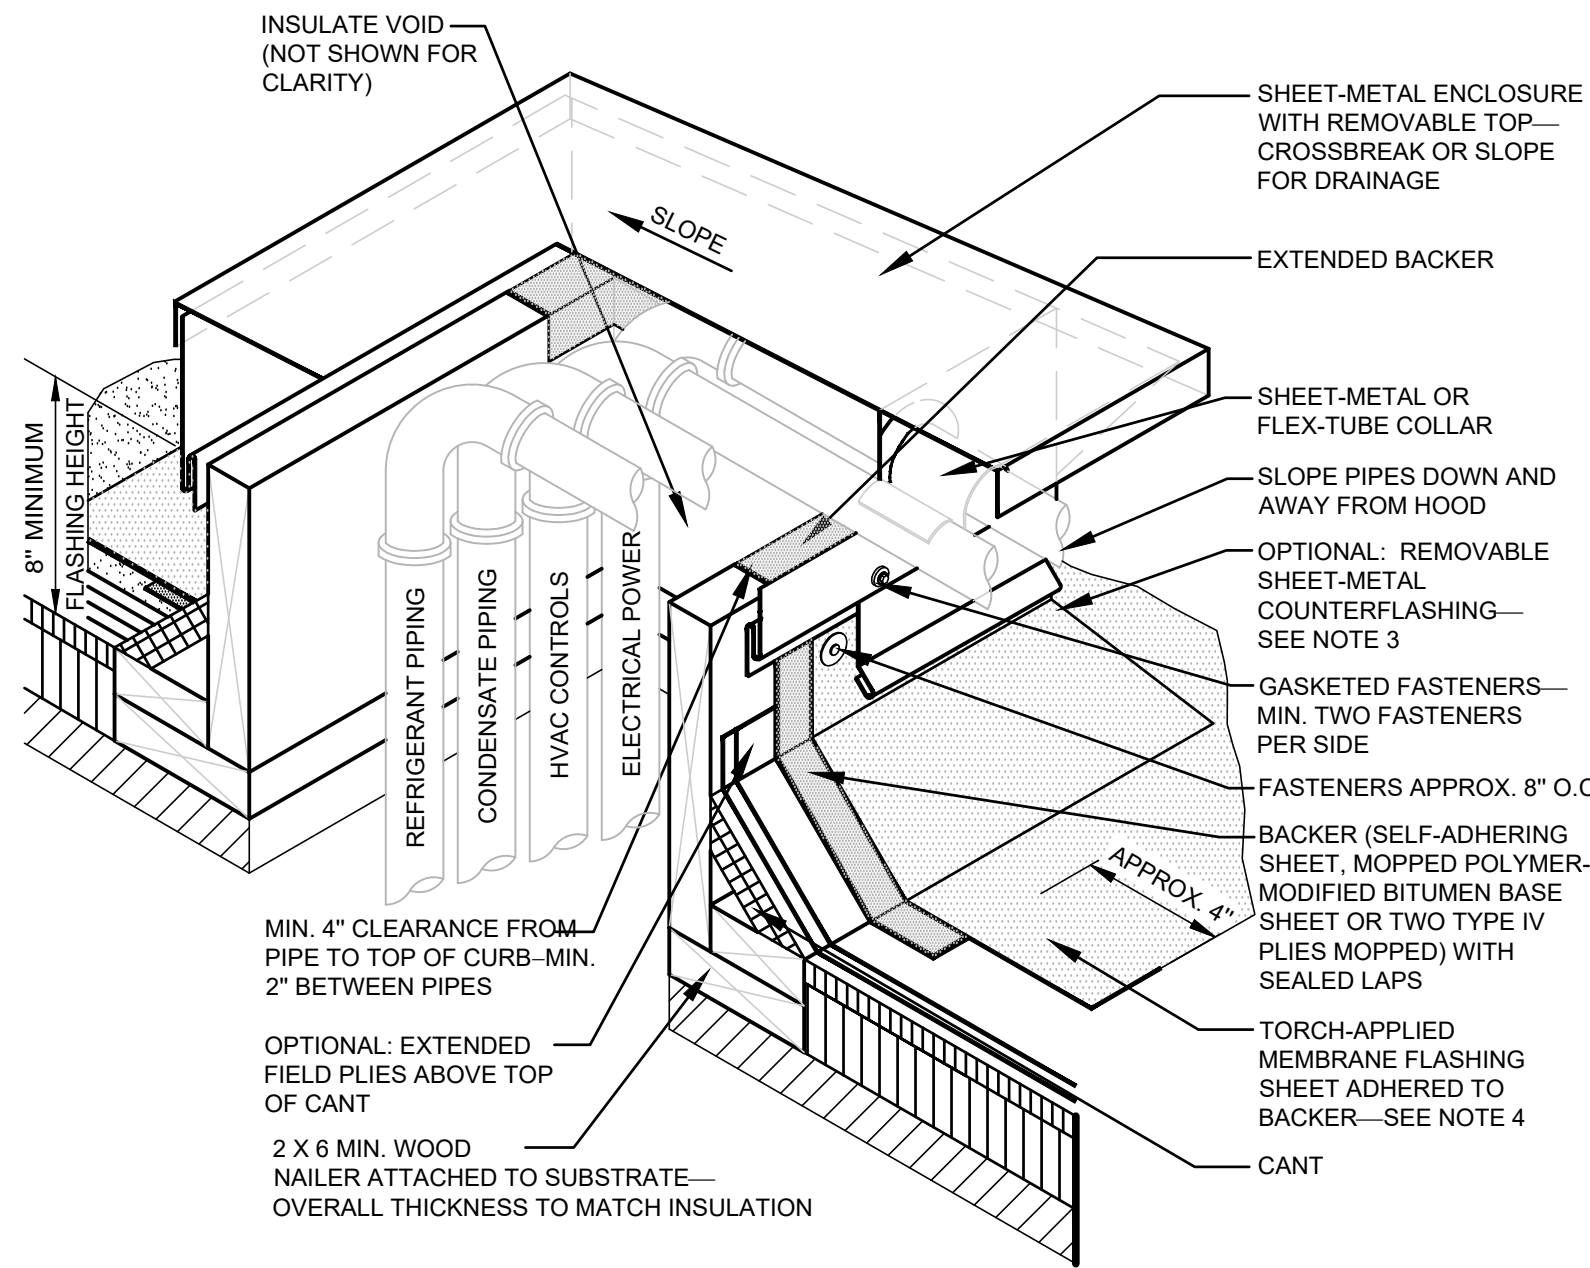 INSULATE VOID
(NOT SHOWN FOR
CLARITY)
SHEET-METAL ENCLOSURE
WITH REMOVABLE TOP—
CROSSBREAK OR SLOPE
FOR DRAINAGE
SLOPE
EXTENDED BACKER
SHEET-METAL OR
FLEX-TUBE COLLAR
SLOPE PIPES DOWN AND
AWAY FROM HOOD
OPTIONAL: REMOVABLE
SHEET-METAL
COUNTERFLASHING—
SEE NOTE 3
GASKETED FASTENERS—
MIN. TWO FASTENERS
PER SIDE
FASTENERS APPROX. 8" O.C
BACKER (SELF-ADHERING
SHEET, MOPPED POLYMER-
MODIFIED BITUMEN BASE
SHEET OR TWO TYPE IV
PLIES MOPPED) WITH
SEALED LAPS
APPROX. 4"
TORCH-APPLIED
MEMBRANE FLASHING
SHEET ADHERED TO
BACKER—SEE NOTE 4
CANT
8" MINIMUM
FLASHING HEIGHT
REFRIGERANT PIPING
CONDENSATE PIPING
HVAC CONTROLS
ELECTRICAL POWER
MIN. 4" CLEARANCE FROM
PIPE TO TOP OF CURB–MIN.
2" BETWEEN PIPES
OPTIONAL: EXTENDED
FIELD PLIES ABOVE TOP
OF CANT
2 X 6 MIN. WOOD
NAILER ATTACHED TO SUBSTRATE—
OVERALL THICKNESS TO MATCH INSULATION